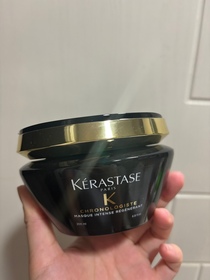 KÉRASTASE
PARIS
K
CHRONOLOGISTE
MASQUE INTENSE RÉGÉNÉRANT